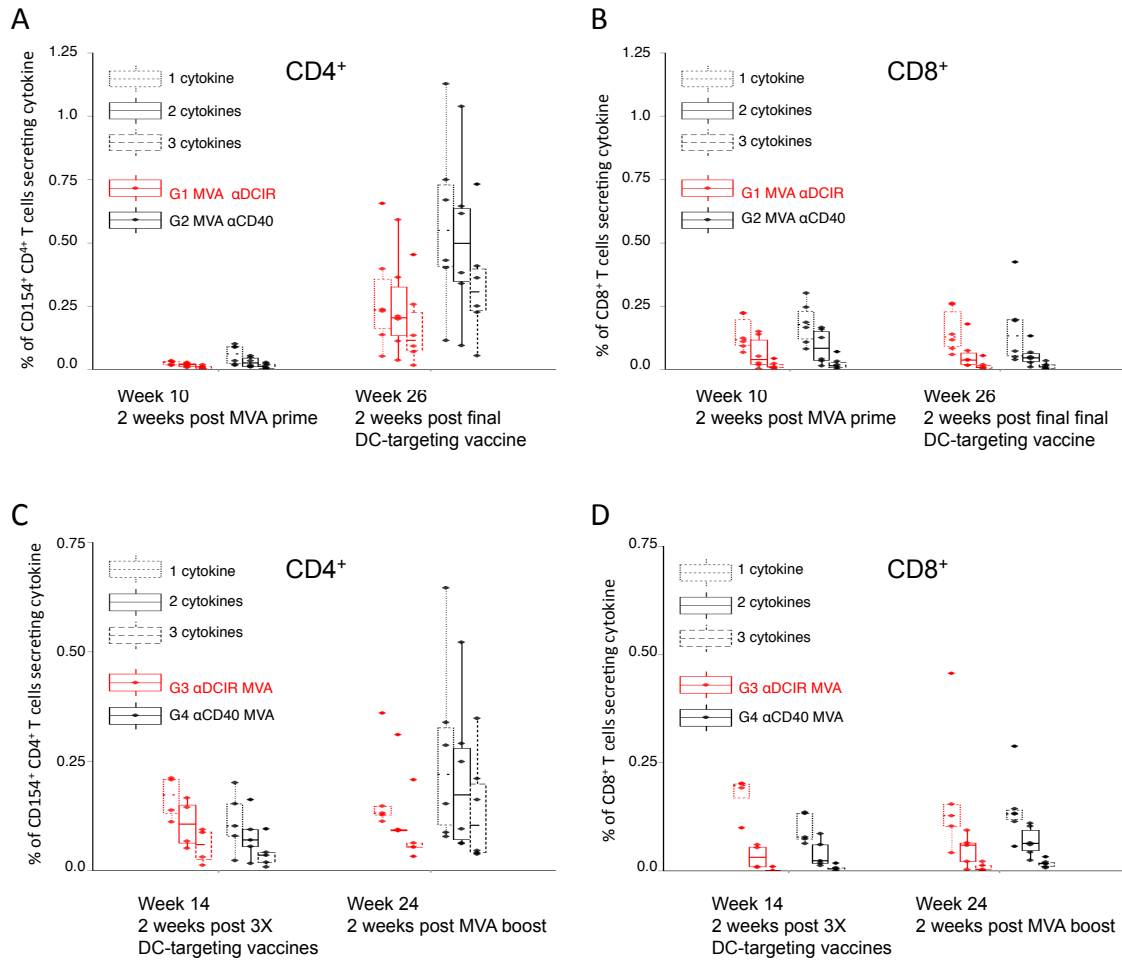 A
% of CD154⁺ CD⁴⁺ T cells secreting cytokine
1.25
1.0
0.75
0.50
0.25
0.0
CD4⁺
1 cytokine
2 cytokines
3 cytokines
G1 MVA αDCIR
G2 MVA αCD40
Week 10
2 weeks post MVA prime
Week 26
2 weeks post final
DC-targeting vaccine
B
% of CD8⁺ T cells secreting cytokine
1.25
1.0
0.75
0.50
0.25
0.0
CD8⁺
1 cytokine
2 cytokines
3 cytokines
G1 MVA αDCIR
G2 MVA αCD40
Week 10
2 weeks post MVA prime
Week 26
2 weeks post final final
DC-targeting vaccine
C
% of CD154⁺ CD4⁺ T cells secreting cytokine
0.75
0.50
0.25
0.0
CD4⁺
1 cytokine
2 cytokines
3 cytokines
G3 αDCIR MVA
G4 αCD40 MVA
Week 14
2 weeks post 3X
DC-targeting vaccines
Week 24
2 weeks post MVA boost
D
% of CD8⁺ T cells secreting cytokine
0.75
0.50
0.25
0.0
CD8⁺
1 cytokine
2 cytokines
3 cytokines
G3 αDCIR MVA
G4 αCD40 MVA
Week 14
2 weeks post 3X
DC-targeting vaccines
Week 24
2 weeks post MVA boost